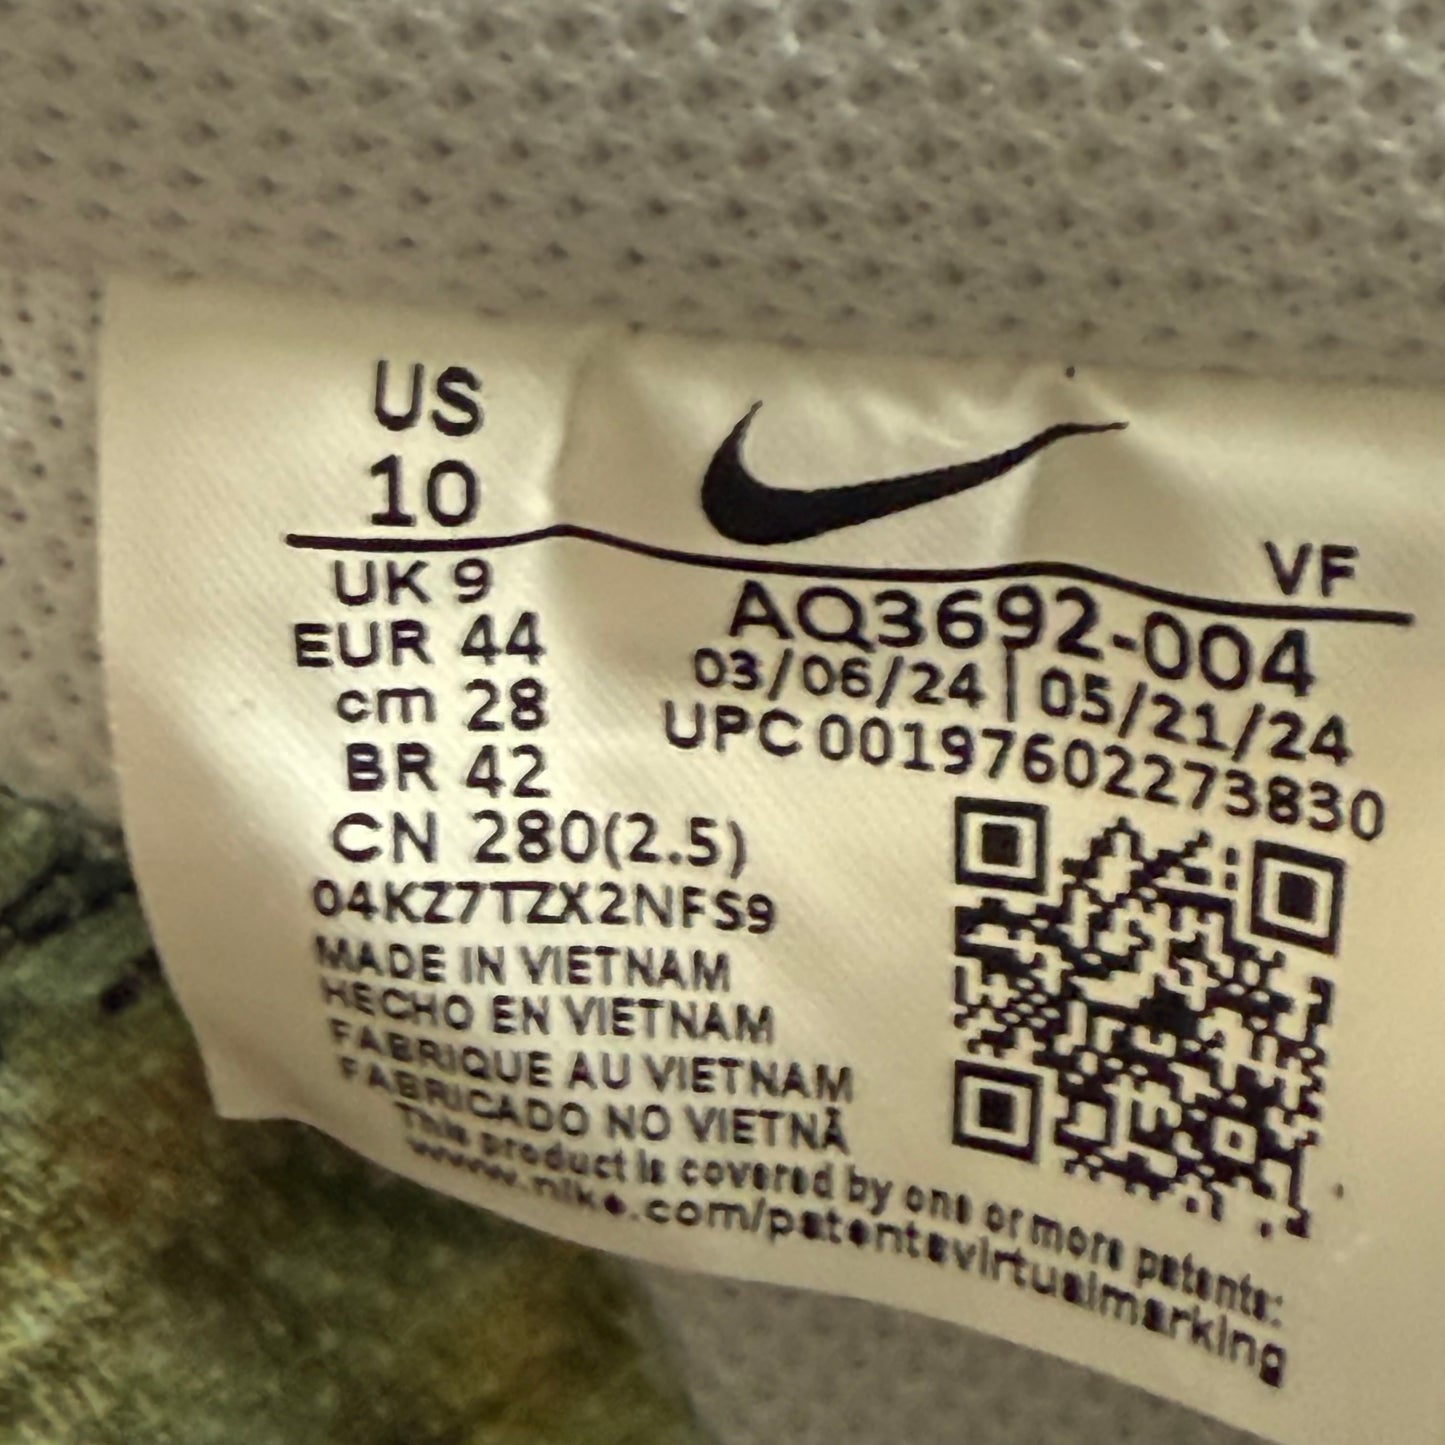 US
10
UK 9
EUR 44
cm 28
BR 42
CN 280(2.5)
04KZ7TZX2NFS9
MADE IN VIETNAM
HECHO EN VIETNAM
FABRIQUE AU VIETNAM
FABRICADO NO VIETNÃ
This product is covered by one or more patents:
www.nike.com/patentsvirtualmarking
VF
AQ3692-004
03/06/24 | 05/21/24
UPC 00197602273830